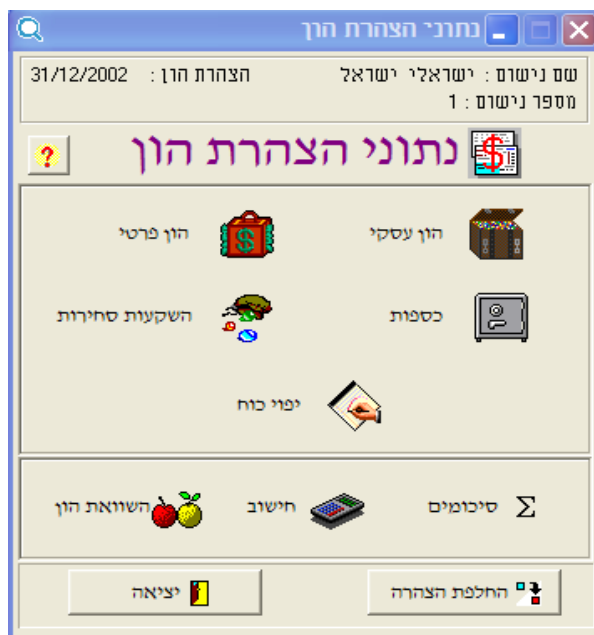 נתוני הצהרת הון
שם נישום : ישראלי ישראל הצהרת הון : 31/12/2002
מספר נישום : 1
נתוני הצהרת הון ?
הון עסקי הון פרטי
כספות השקעות סחירות
יפוי כוח
Σ סיכומים חישוב השוואת הון
החלפת הצהרה יציאה